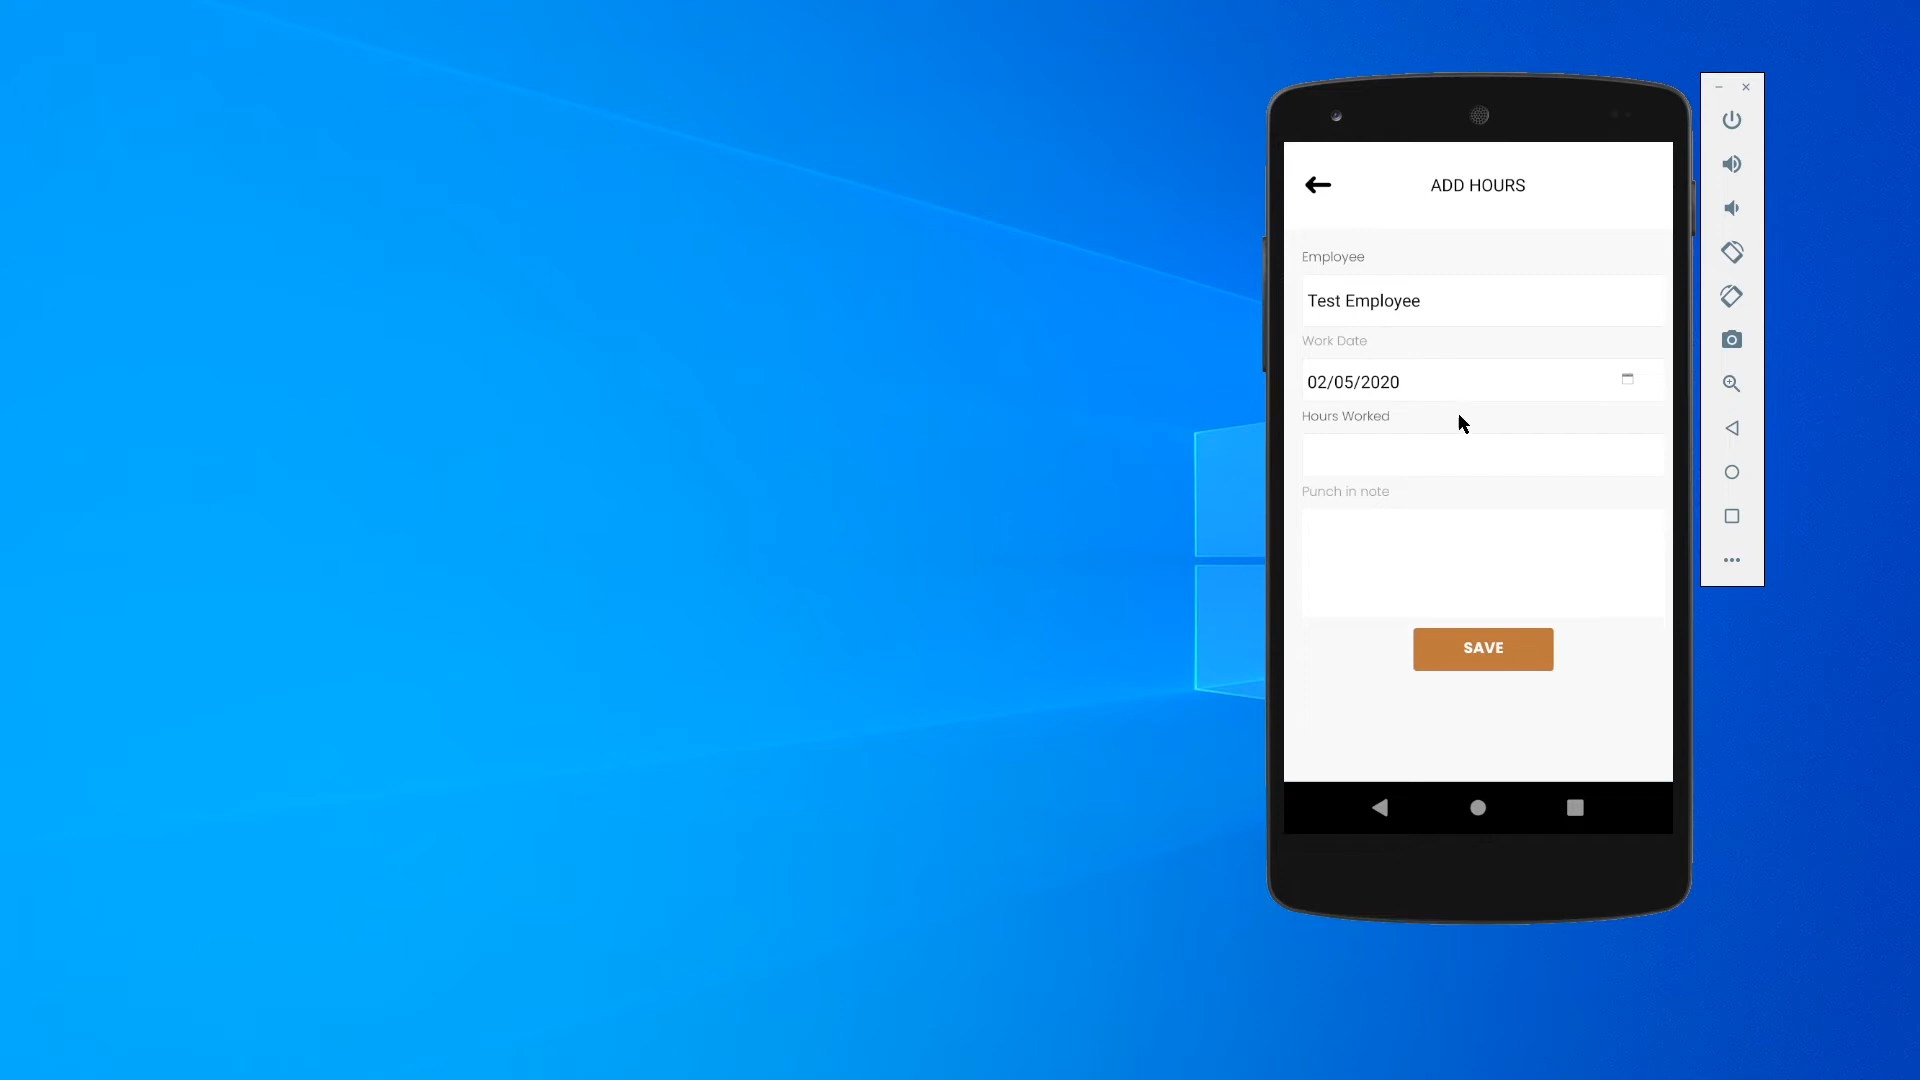 ADD HOURS
Employee
Test Employee
Work Date
02/05/2020
Hours Worked
Punch in note
SAVE